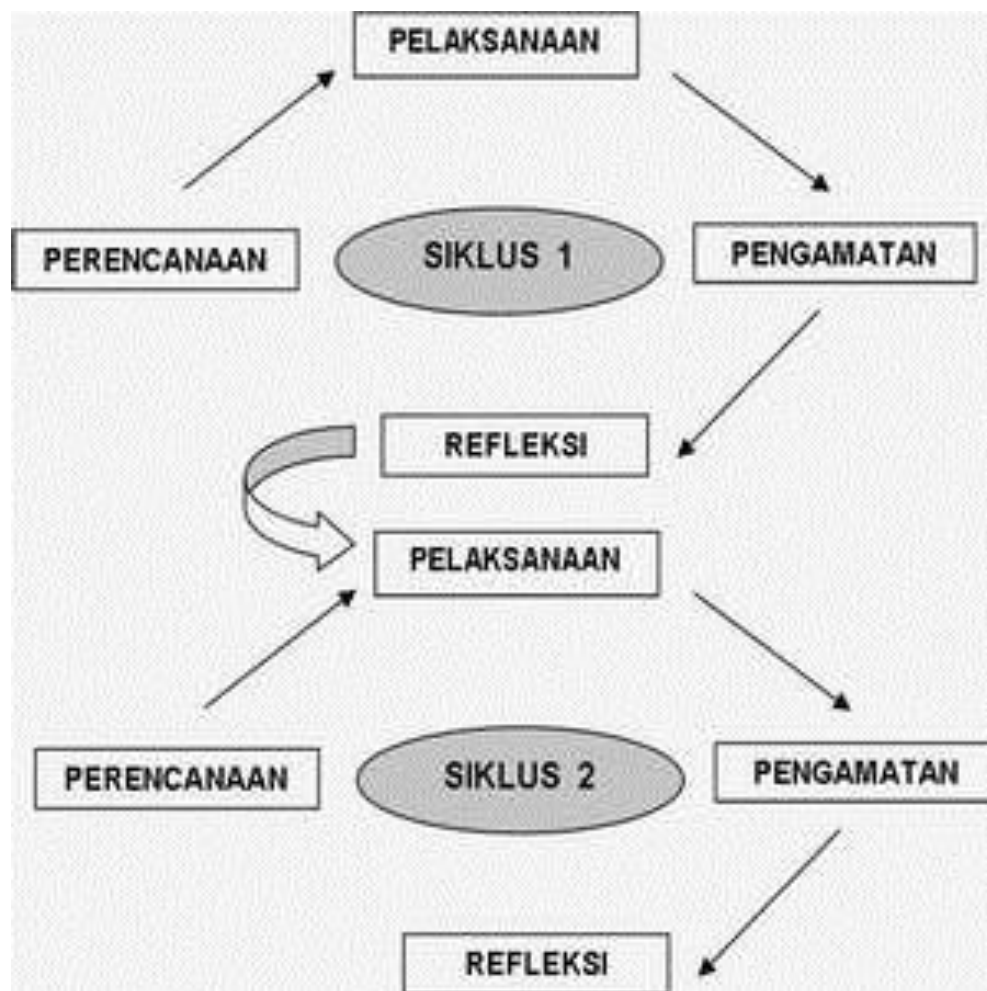 PELAKSANAAN
PERENCANAAN
SIKLUS 1
PENGAMATAN
REFLEKSI
PELAKSANAAN
PERENCANAAN
SIKLUS 2
PENGAMATAN
REFLEKSI